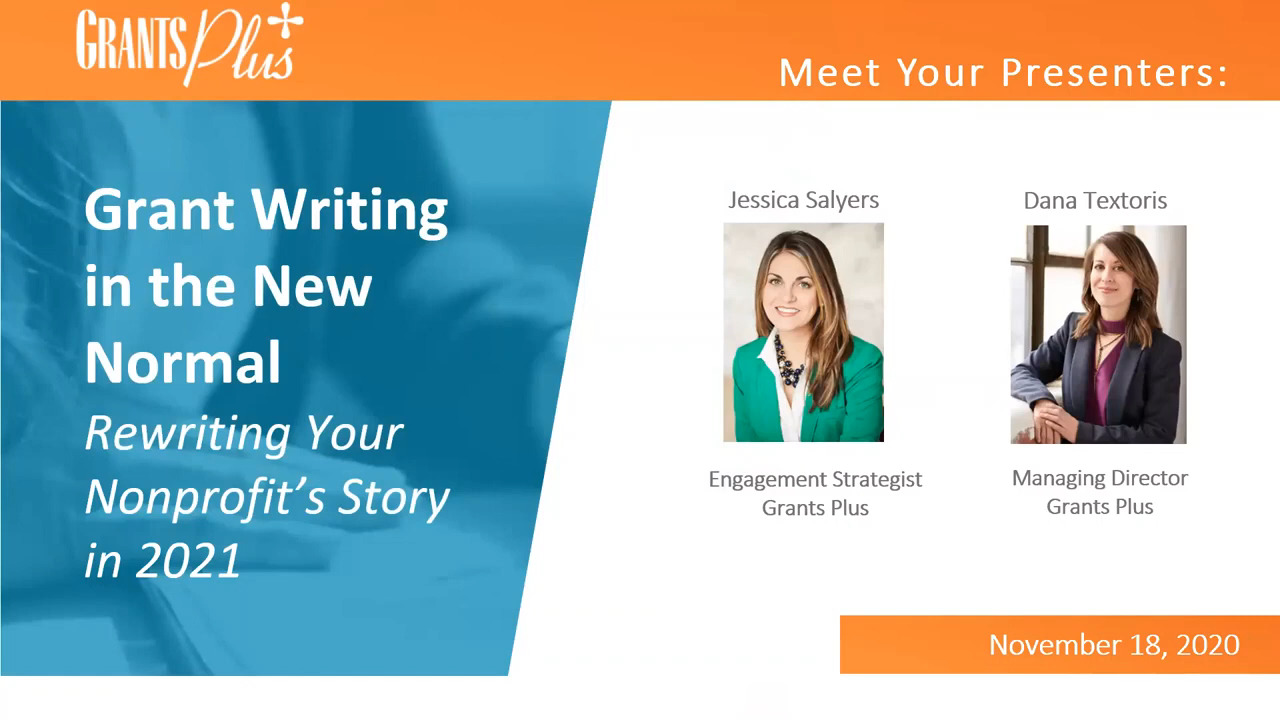 GRANTS Plus
Meet Your Presenters:
Grant Writing
in the New
Normal
Rewriting Your
Nonprofit’s Story
in 2021
Jessica Salyers
Engagement Strategist
Grants Plus
Dana Textoris
Managing Director
Grants Plus
November 18, 2020